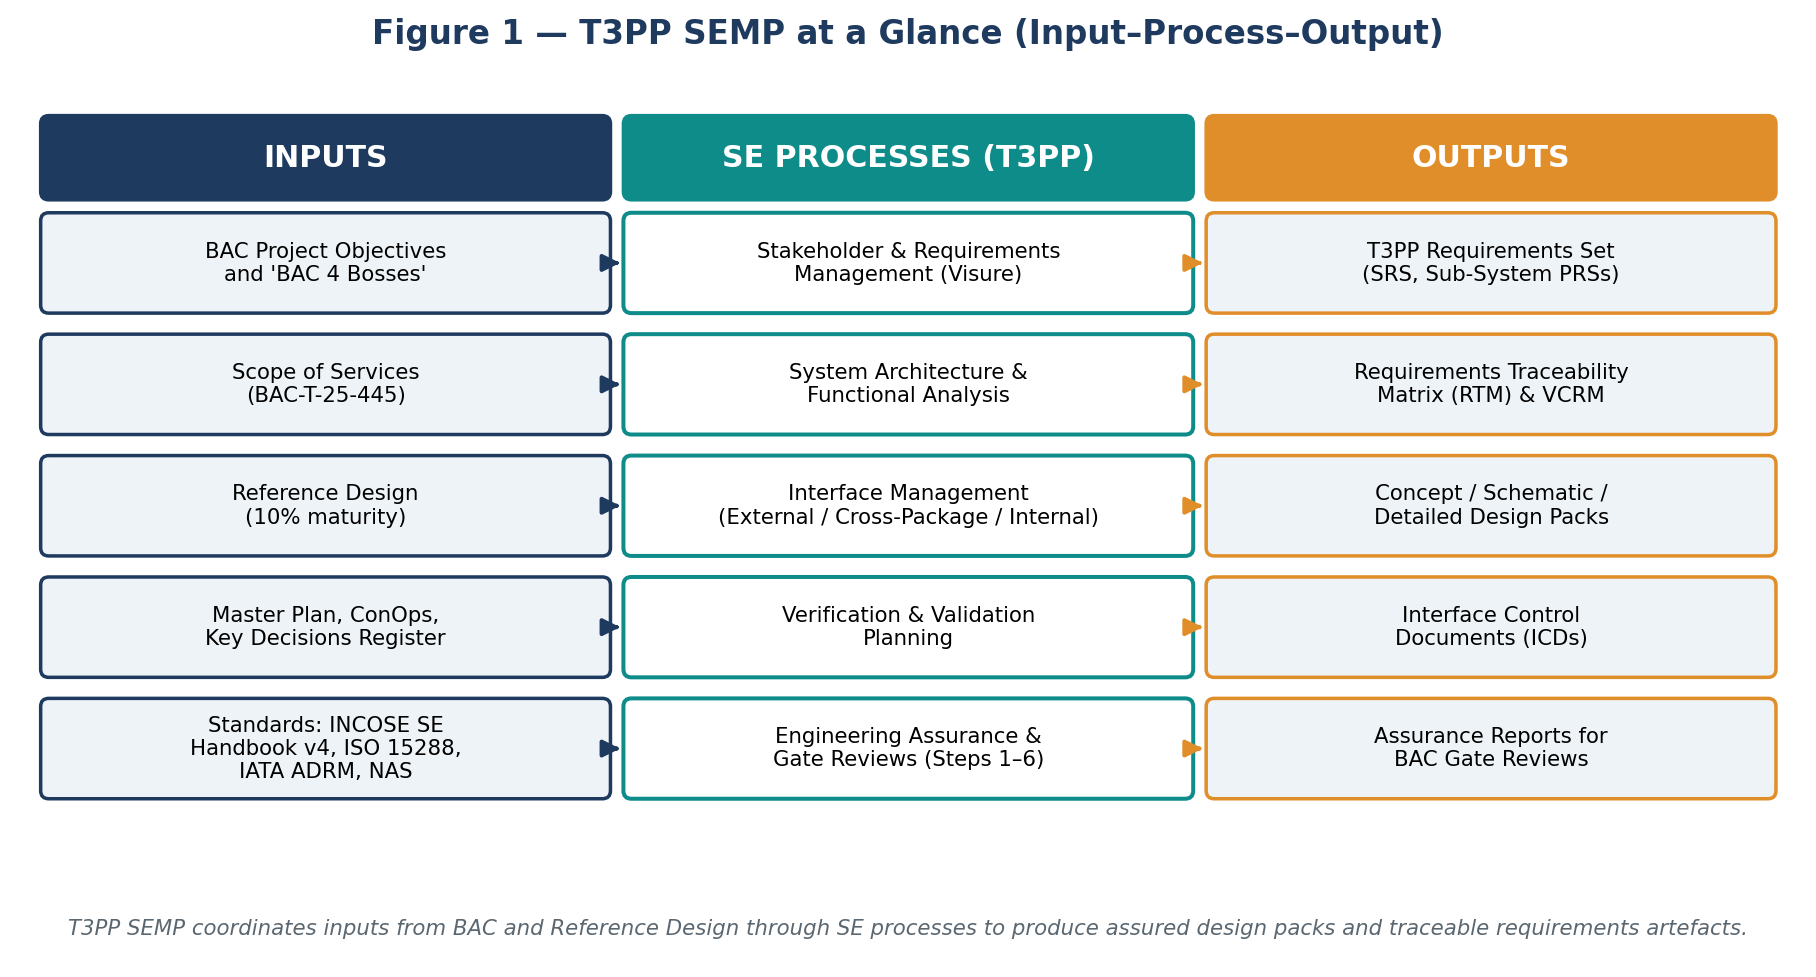 Figure 1 — T3PP SEMP at a Glance (Input–Process–Output)
INPUTS
SE PROCESSES (T3PP)
OUTPUTS
BAC Project Objectives
and 'BAC 4 Bosses'
Stakeholder & Requirements
Management (Visure)
T3PP Requirements Set
(SRS, Sub-System PRSs)
Scope of Services
(BAC-T-25-445)
System Architecture &
Functional Analysis
Requirements Traceability
Matrix (RTM) & VCRM
Reference Design
(10% maturity)
Interface Management
(External / Cross-Package / Internal)
Concept / Schematic /
Detailed Design Packs
Master Plan, ConOps,
Key Decisions Register
Verification & Validation
Planning
Interface Control
Documents (ICDs)
Standards: INCOSE SE
Handbook v4, ISO 15288,
IATA ADRM, NAS
Engineering Assurance &
Gate Reviews (Steps 1–6)
Assurance Reports for
BAC Gate Reviews
T3PP SEMP coordinates inputs from BAC and Reference Design through SE processes to produce assured design packs and traceable requirements artefacts.